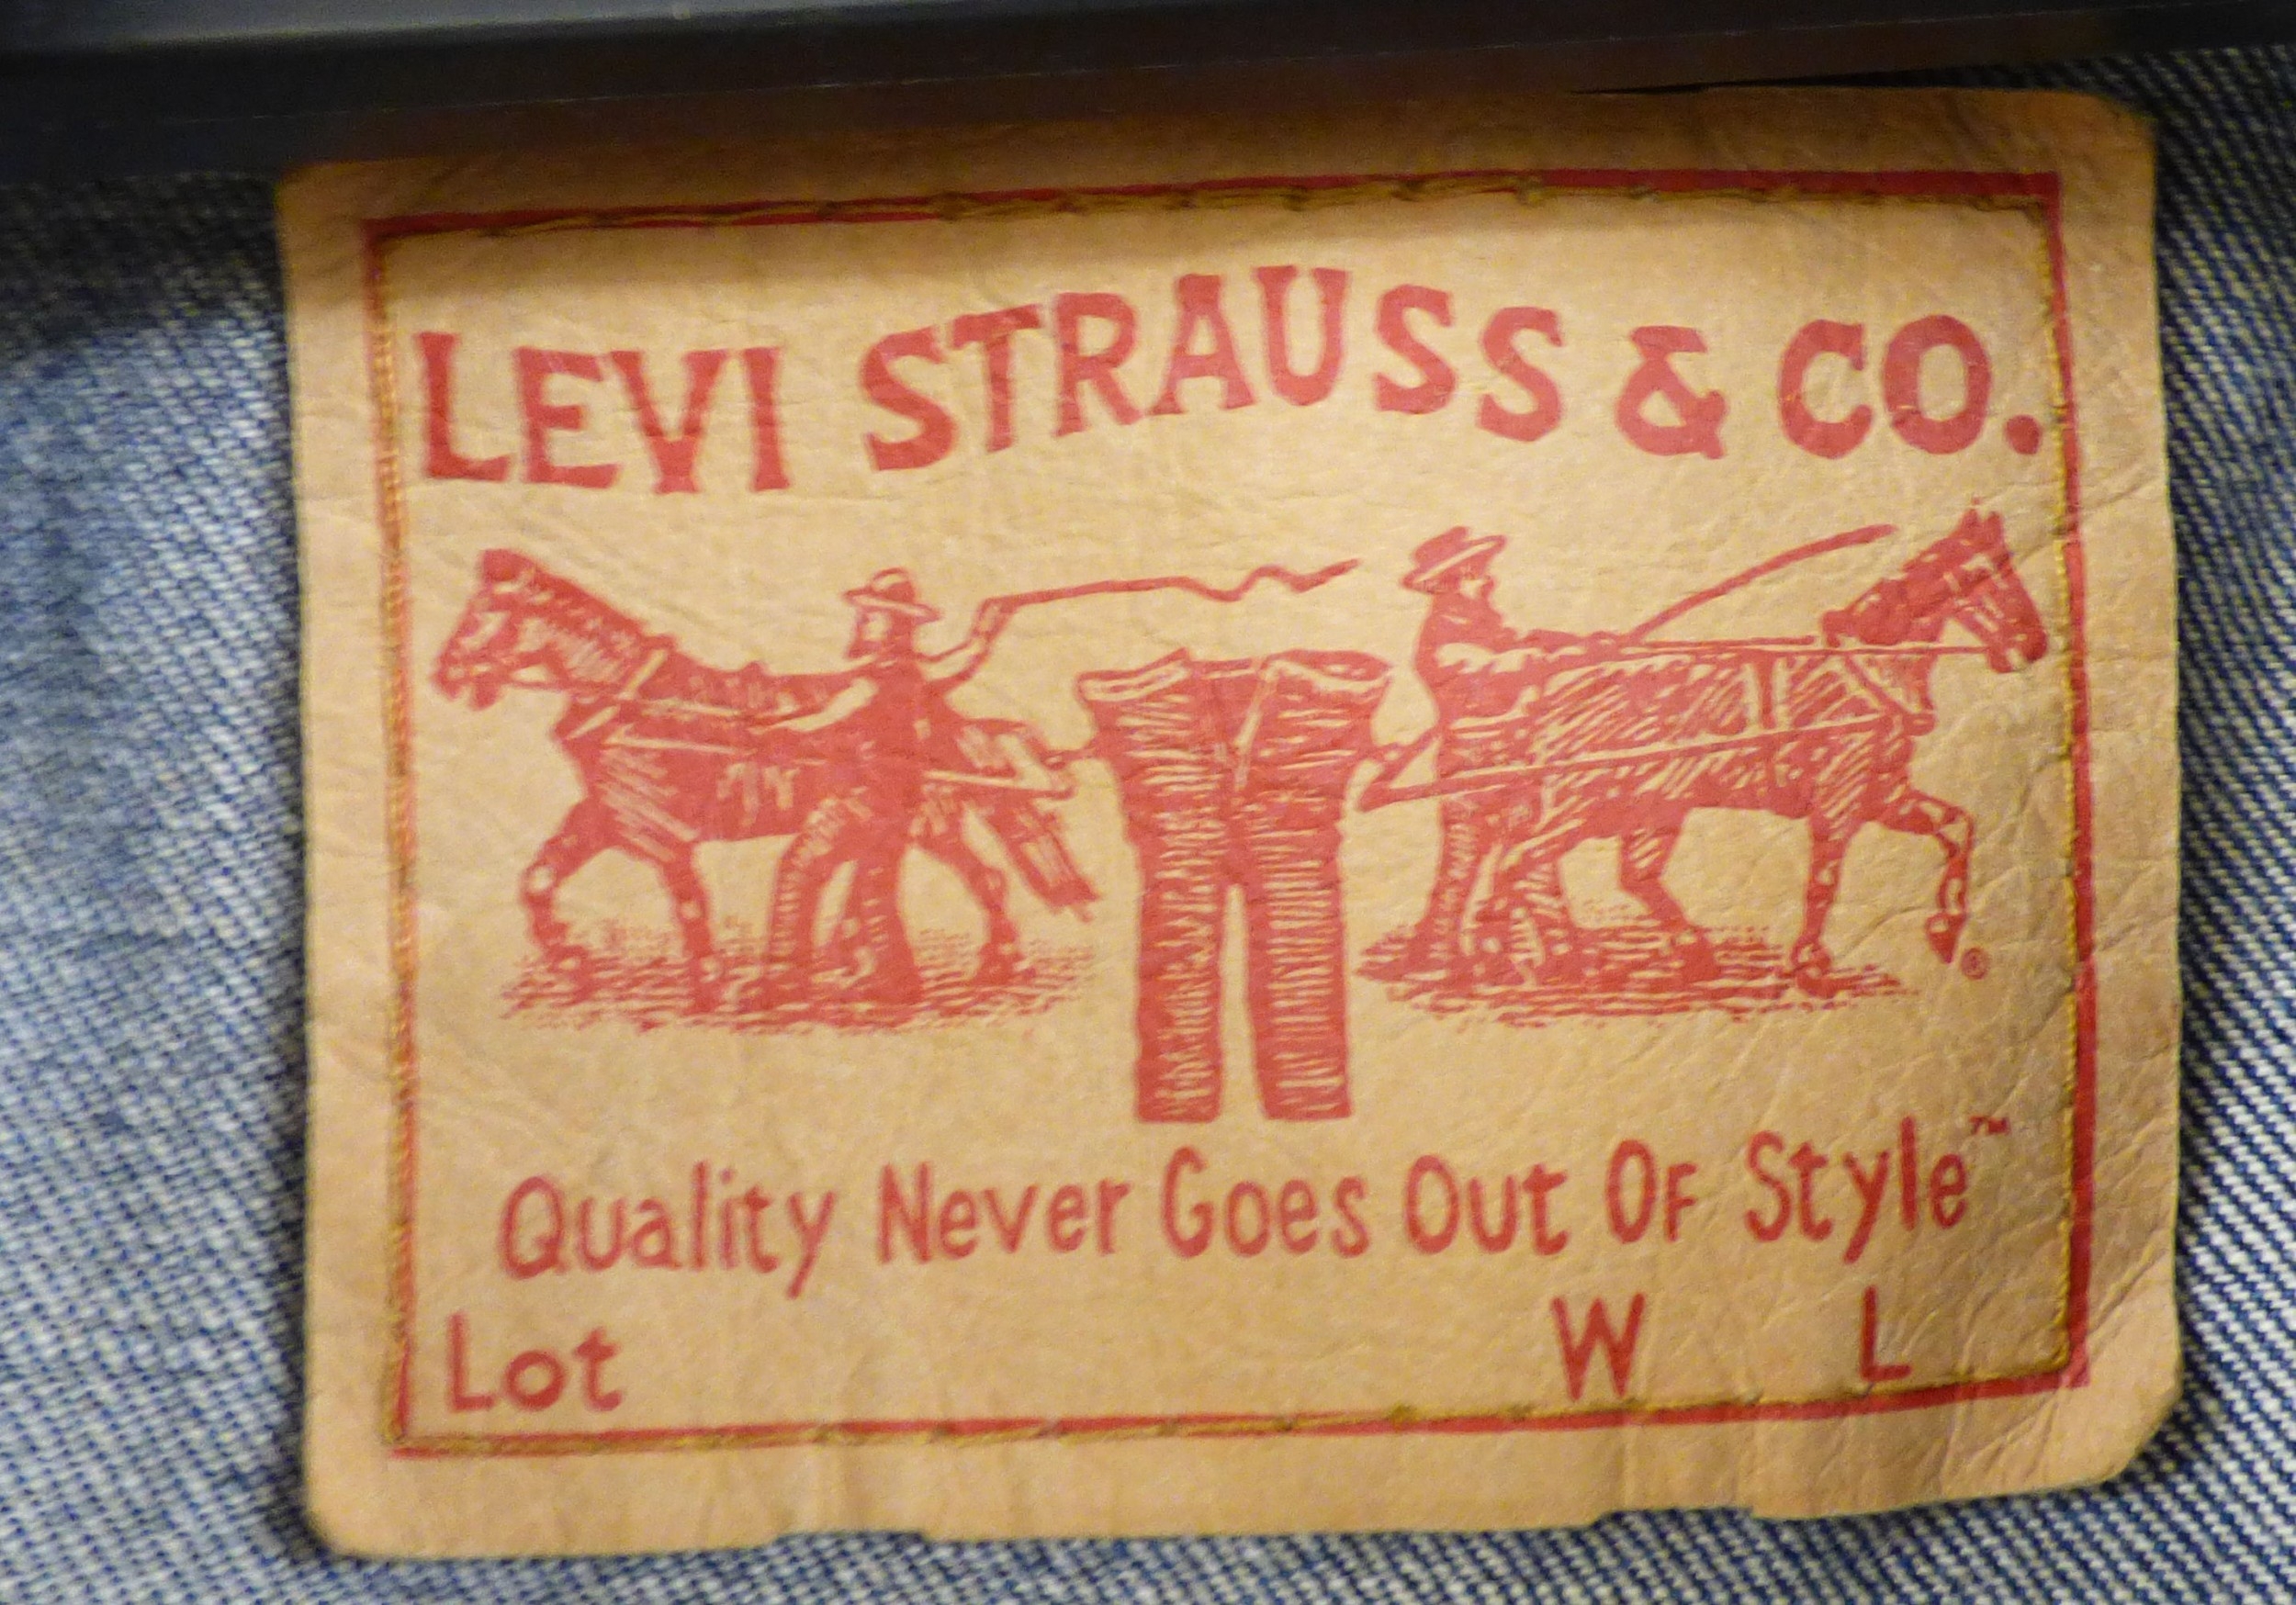 LEVI STRAUSS & CO.
®
Quality Never Goes Out Of Style™
Lot W L